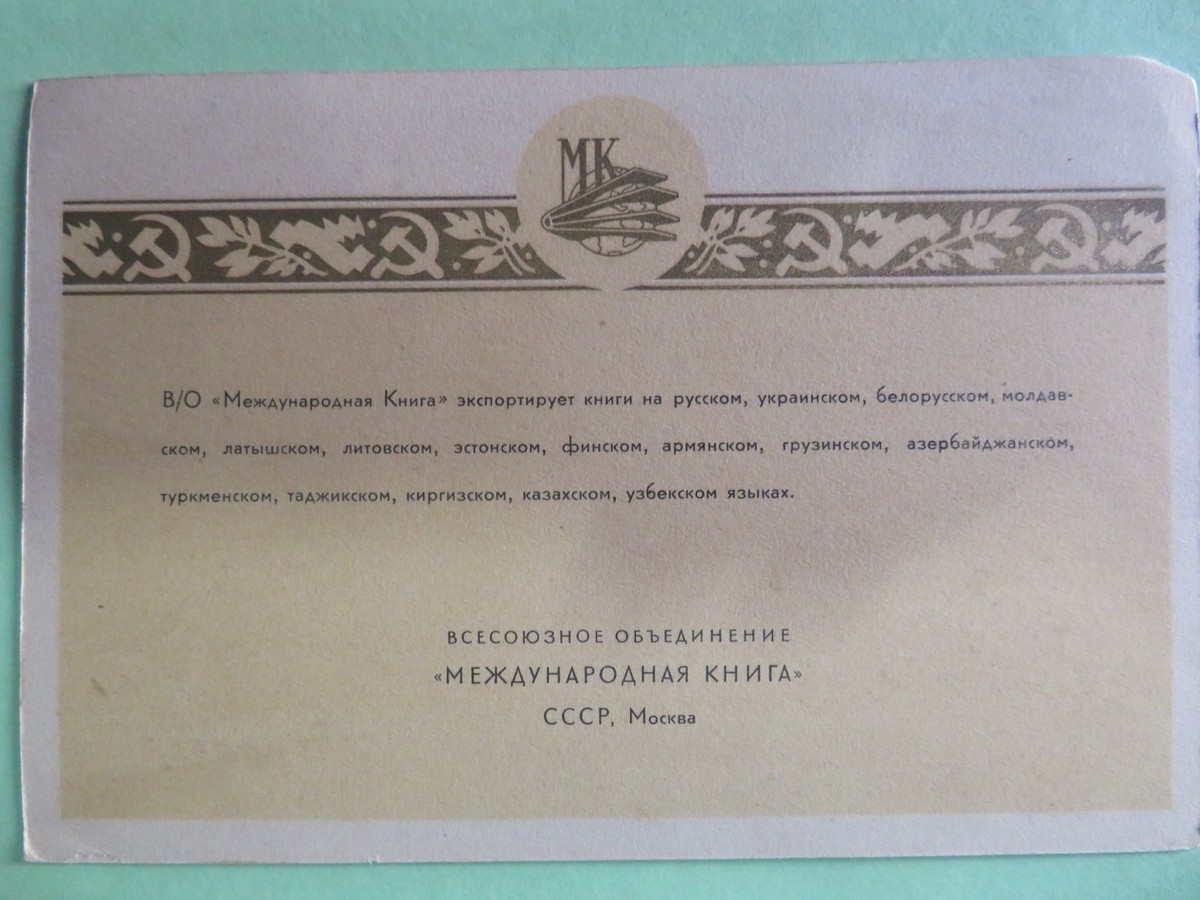 МК
В/О «Международная Книга» экспортирует книги на русском, украинском, белорусском, молдав-
ском, латышском, литовском, эстонском, финском, армянском, грузинском, азербайджанском,
туркменском, таджикском, киргизском, казахском, узбекском языках.
ВСЕСОЮЗНОЕ ОБЪЕДИНЕНИЕ
«МЕЖДУНАРОДНАЯ КНИГА»
СССР, Москва